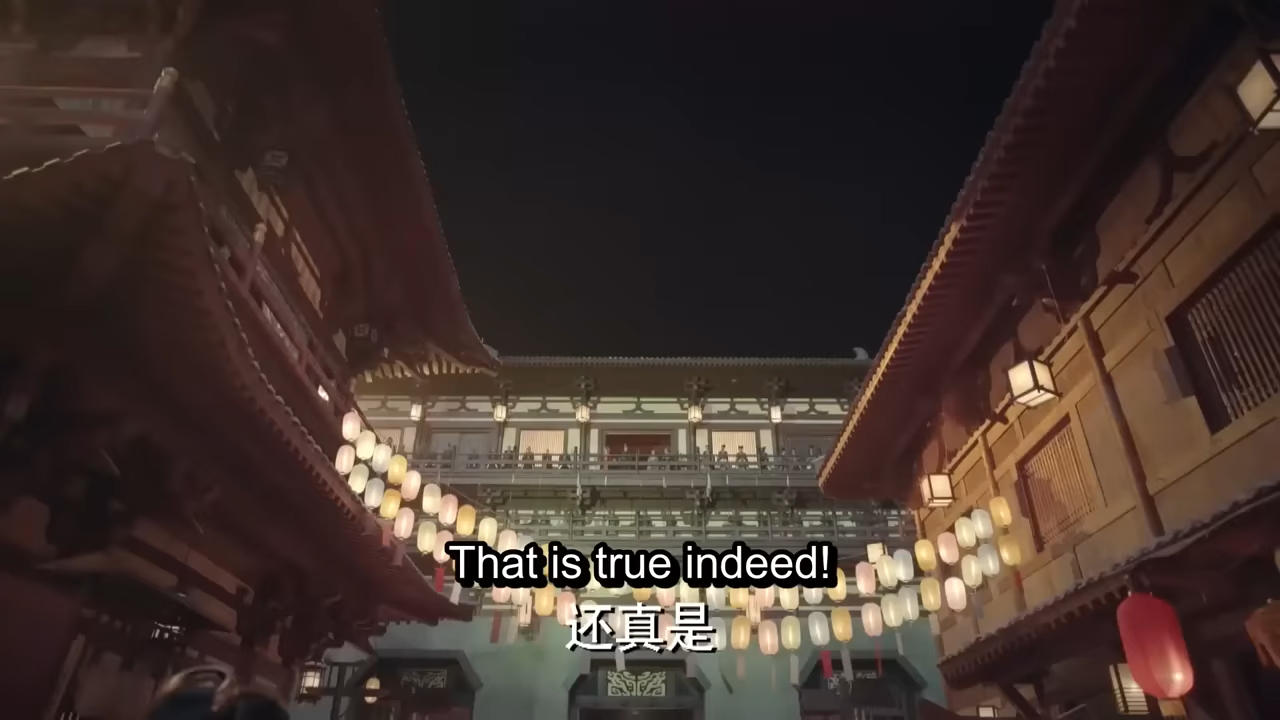 That is true indeed!
还真是